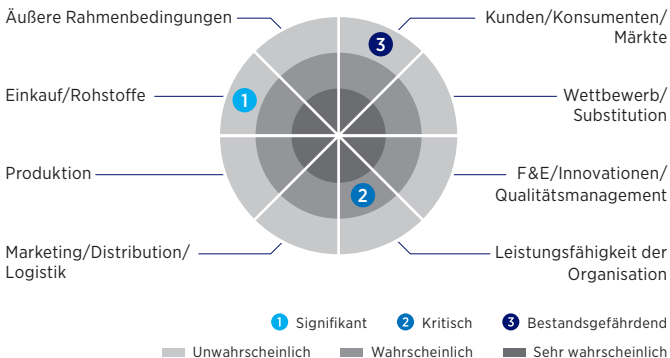 Äußere Rahmenbedingungen
Kunden/Konsumenten/
Märkte
3
Einkauf/Rohstoffe
1
Wettbewerb/
Substitution
Produktion
F&E/Innovationen/
Qualitätsmanagement
2
Marketing/Distribution/
Logistik
Leistungsfähigkeit der
Organisation
1 Signifikant 2 Kritisch 3 Bestandsgefährdend
Unwahrscheinlich Wahrscheinlich Sehr wahrscheinlich